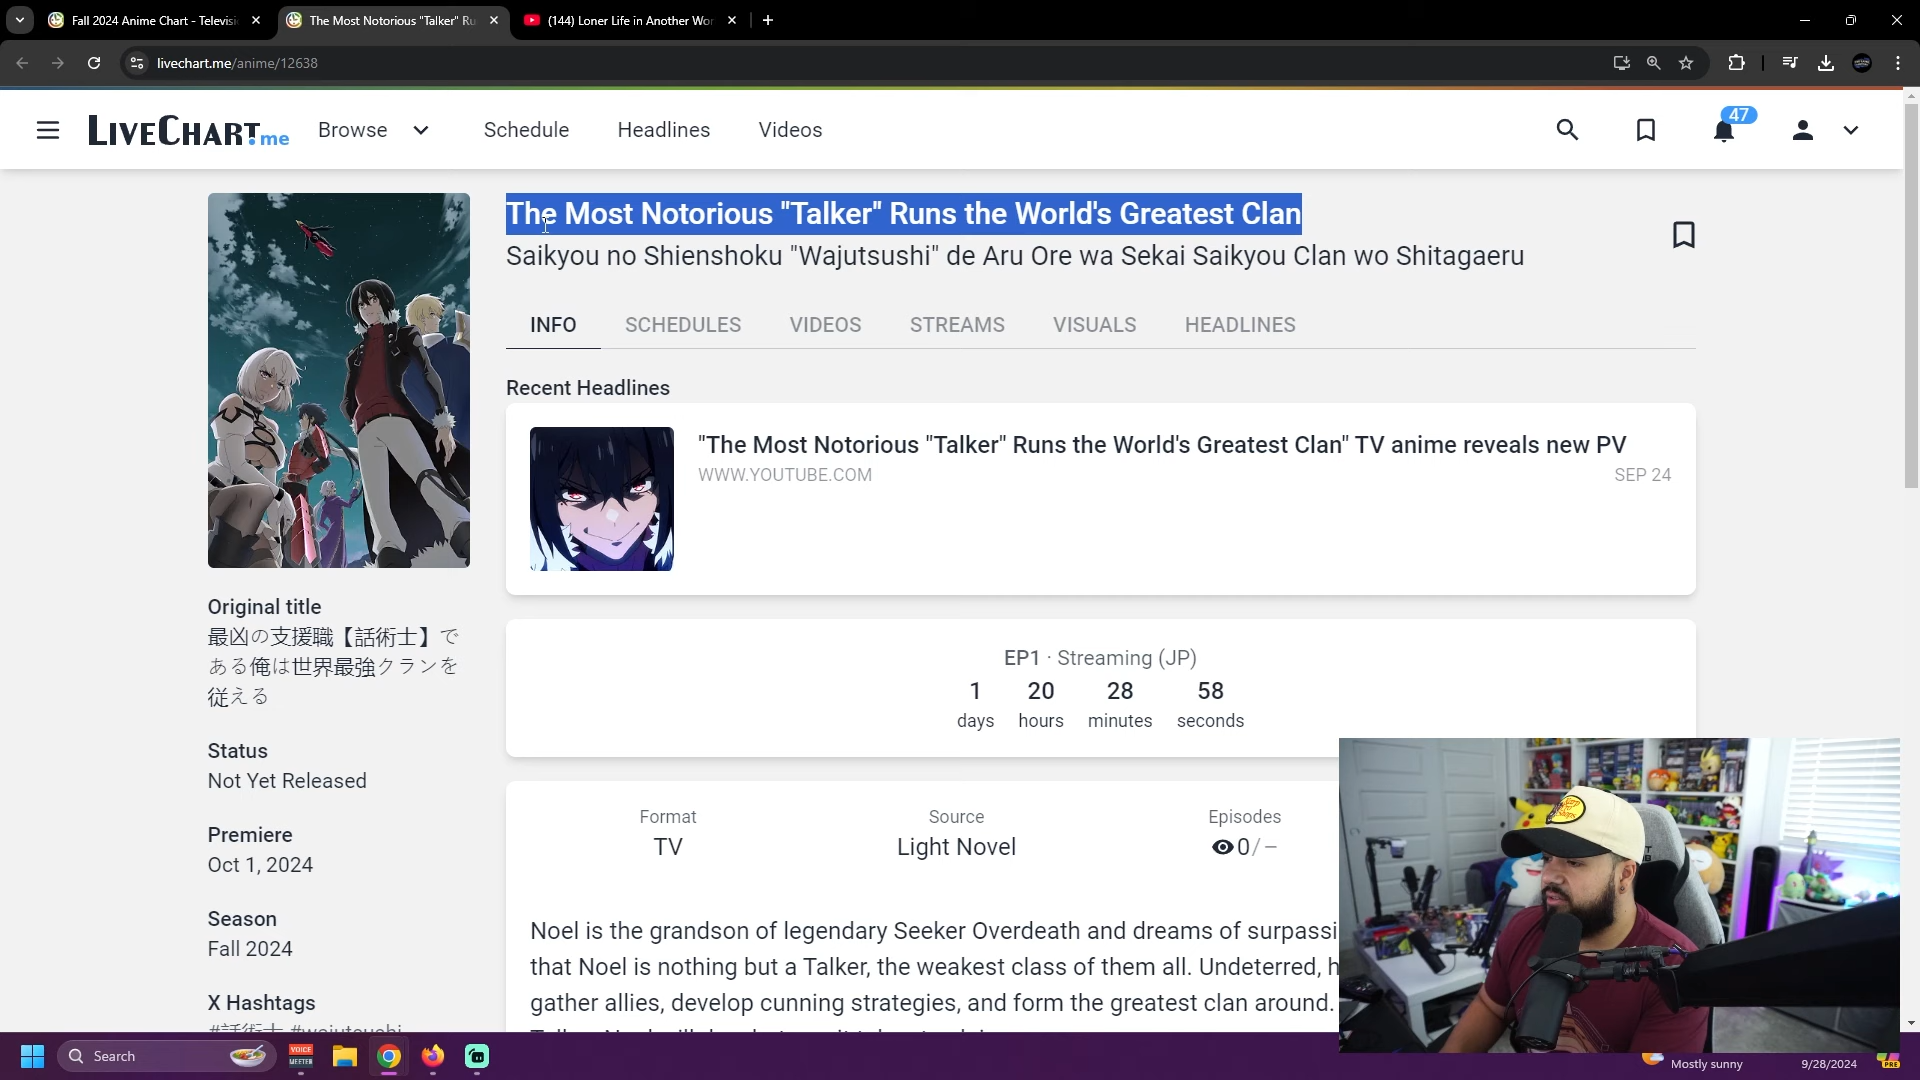 Fall 2024 Anime Chart - Televisi
The Most Notorious "Talker" Ru
(144) Loner Life in Another Wor
livechart.me/anime/12638
LIVECHART.me
Browse
Schedule
Headlines
Videos
47
The Most Notorious "Talker" Runs the World's Greatest Clan
Saikyou no Shienshoku "Wajutsushi" de Aru Ore wa Sekai Saikyou Clan wo Shitagaeru
INFO
SCHEDULES
VIDEOS
STREAMS
VISUALS
HEADLINES
Recent Headlines
"The Most Notorious "Talker" Runs the World's Greatest Clan" TV anime reveals new PV
WWW.YOUTUBE.COM
SEP 24
Original title
最凶の支援職【話術士】で
ある俺は世界最強クランを
従える
Status
Not Yet Released
Premiere
Oct 1, 2024
Season
Fall 2024
X Hashtags
#話術士 #wajutsushi
EP1 · Streaming (JP)
1 20 28 58
days hours minutes seconds
Format
TV
Source
Light Novel
Episodes
0/–
Noel is the grandson of legendary Seeker Overdeath and dreams of surpassi
that Noel is nothing but a Talker, the weakest class of them all. Undeterred, h
gather allies, develop cunning strategies, and form the greatest clan around.
Search
VOICE
MEETER
Mostly sunny
9/28/2024
PRE